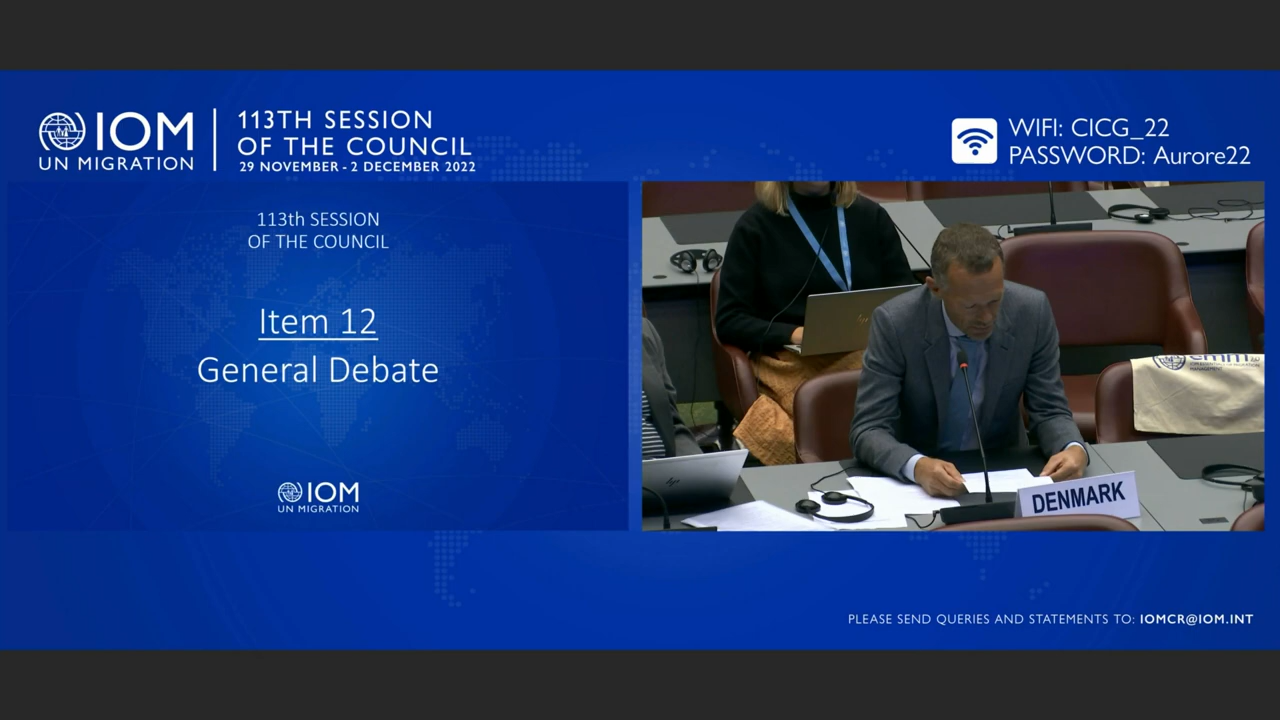 IOM
UN MIGRATION
113TH SESSION
OF THE COUNCIL
29 NOVEMBER - 2 DECEMBER 2022
WIFI: CICG_22
PASSWORD: Aurore22
113th SESSION
OF THE COUNCIL
Item 12
General Debate
IOM
UN MIGRATION
emm
MANAGEMENT
DENMARK
PLEASE SEND QUERIES AND STATEMENTS TO: IOMCR@IOM.INT